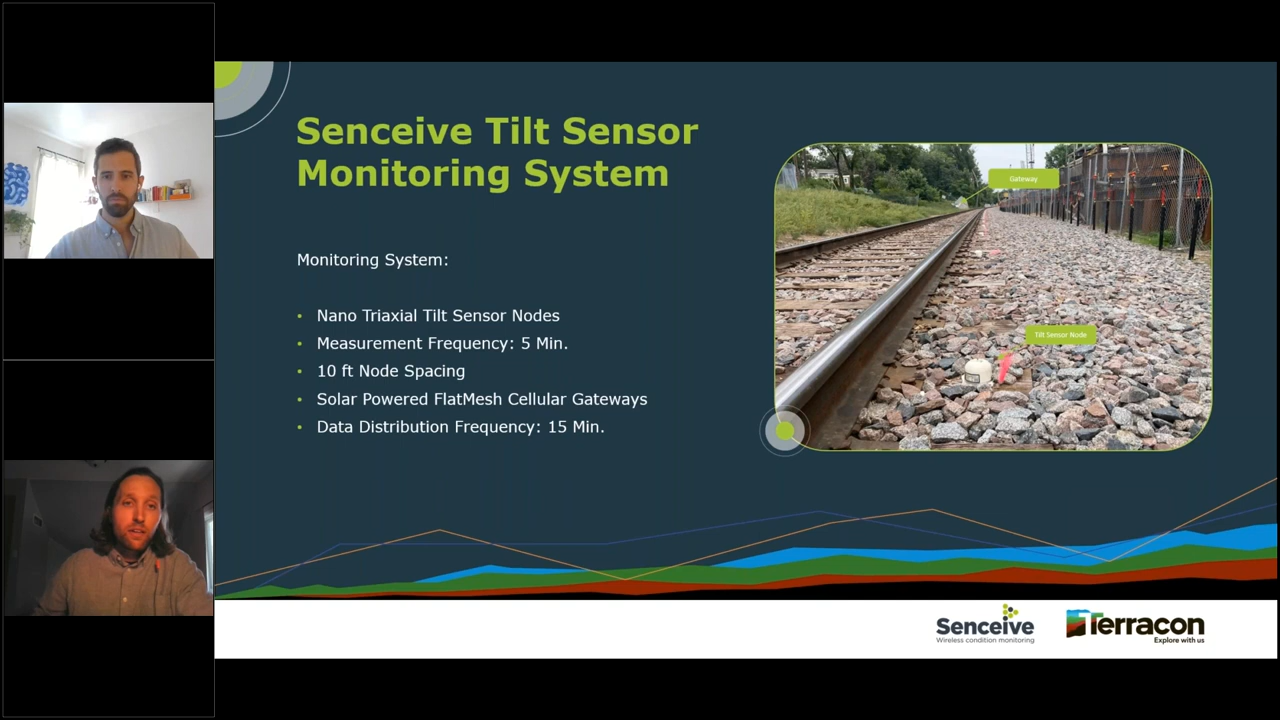 Senceive Tilt Sensor
Monitoring System
Monitoring System:
• Nano Triaxial Tilt Sensor Nodes
• Measurement Frequency: 5 Min.
• 10 ft Node Spacing
• Solar Powered FlatMesh Cellular Gateways
• Data Distribution Frequency: 15 Min.
Gateway
Tilt Sensor Node
Senceive
Wireless condition monitoring
Terracon
Explore with us